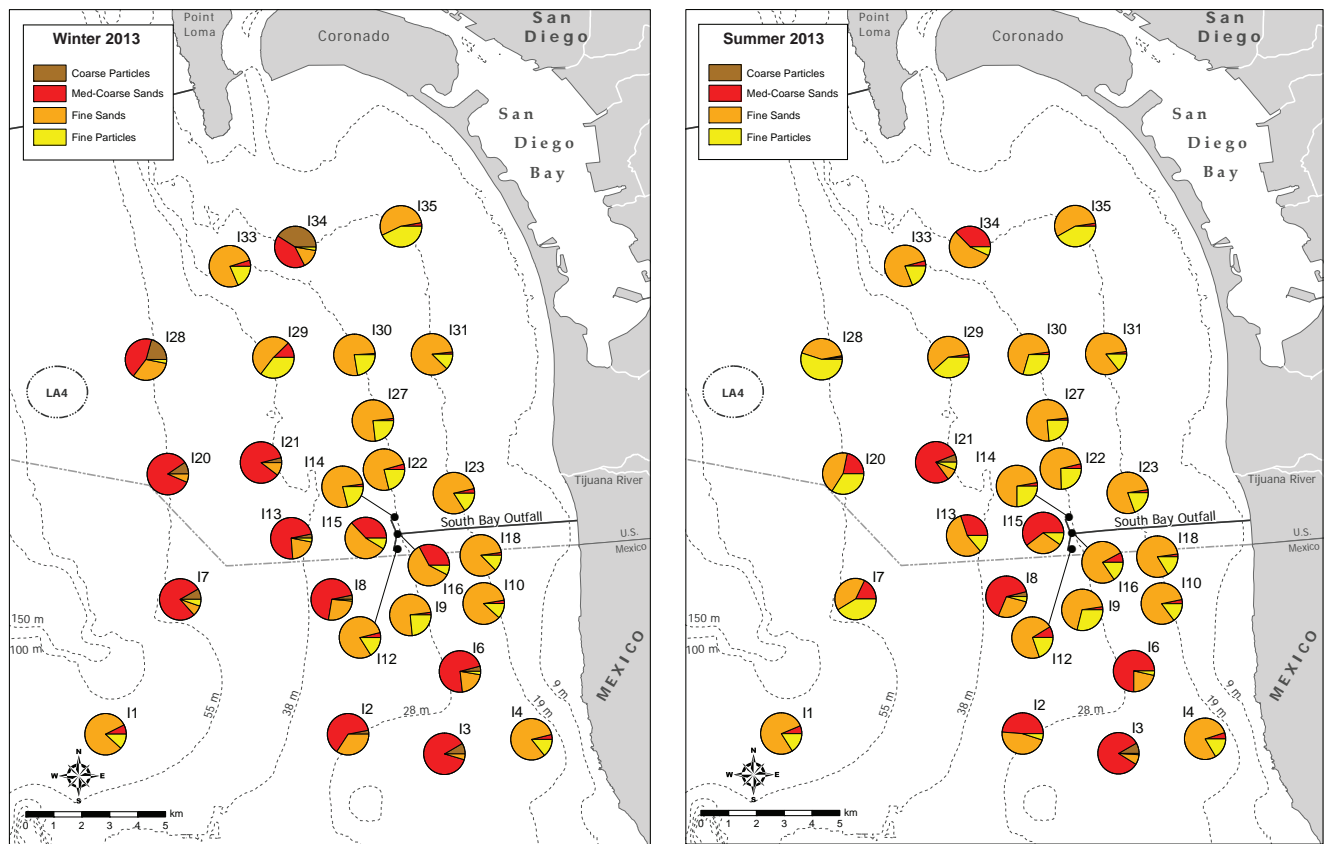 Winter 2013
Coarse Particles
Med-Coarse Sands
Fine Sands
Fine Particles
Point
Loma
Coronado
San
Diego
San
Diego
Bay
I35
I34
I33
I28
I29
I30
I31
LA4
I27
I20
I21
I14
I22
I23
Tijuana River
I13
I15
South Bay Outfall
U.S.
Mexico
I18
I16
I7
I8
I9
I10
I12
150 m
100 m
I6
MEXICO
55 m
38 m
28 m
19 m
9 m
I1
I2
I3
I4
N
W
E
S
km
0 1 2 3 4 5
Summer 2013
Coarse Particles
Med-Coarse Sands
Fine Sands
Fine Particles
Point
Loma
Coronado
San
Diego
San
Diego
Bay
I35
I34
I33
I28
I29
I30
I31
LA4
I27
I20
I21
I14
I22
I23
Tijuana River
I13
I15
South Bay Outfall
U.S.
Mexico
I18
I16
I7
I8
I9
I10
I12
150 m
100 m
I6
MEXICO
55 m
38 m
28 m
19 m
9 m
I1
I2
I3
I4
N
W
E
S
km
0 1 2 3 4 5